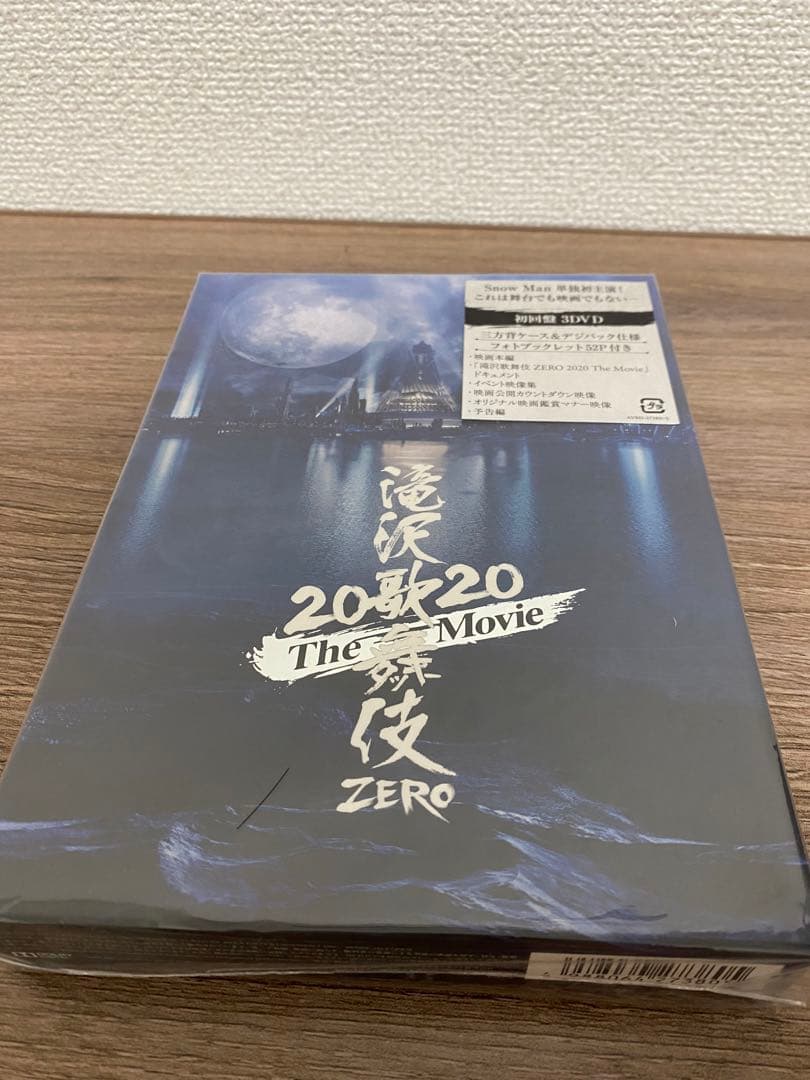 Snow Man 単独初主演!
これは舞台でも映画でもない—
初回盤 3DVD
三方背ケース&デジパック仕様
フォトブックレット52P付き
・映画本編
・「滝沢歌舞伎 ZERO 2020 The Movie」
ドキュメント
・イベント映像集
・映画公開カウントダウン映像
・オリジナル映画鑑賞マナー映像
・予告編
滝沢歌舞伎
2020
The Movie
ZERO